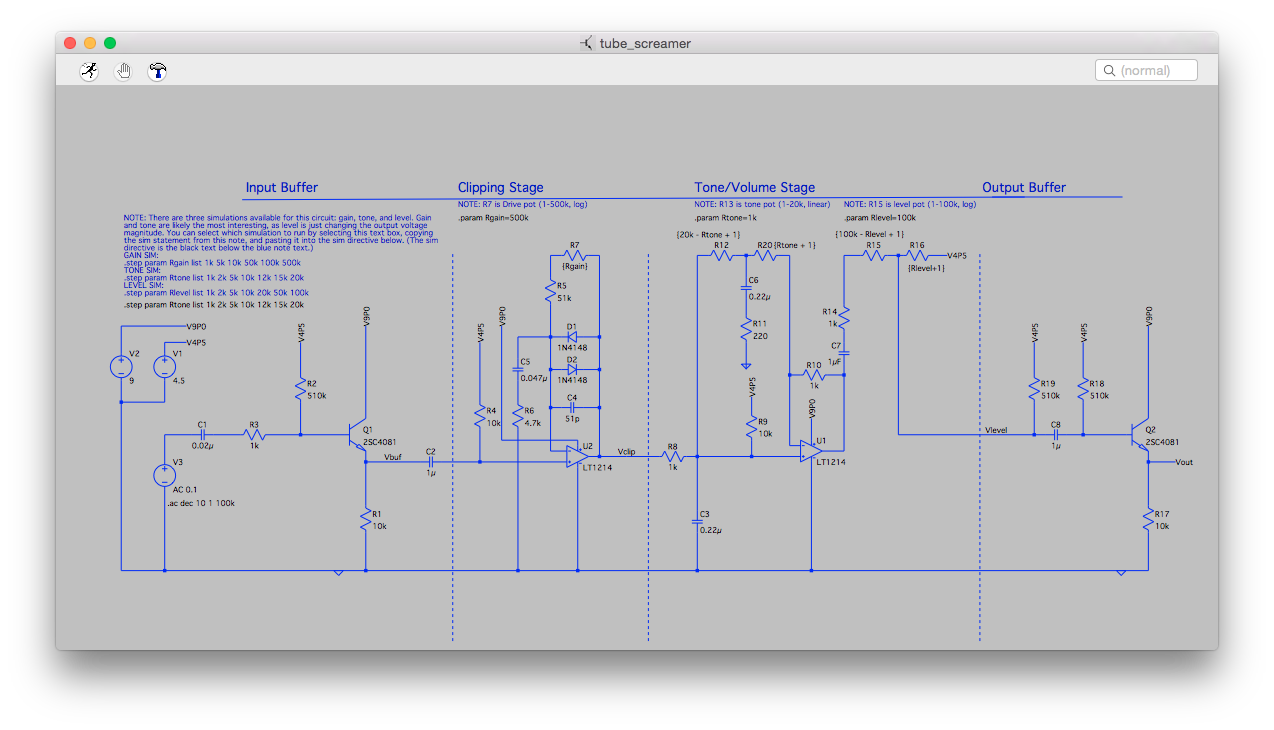 tube_screamer
(normal)
Input Buffer
Clipping Stage
Tone/Volume Stage
Output Buffer
NOTE: R7 is Drive pot (1-500k, log)
NOTE: R13 is tone pot (1-20k, linear)
NOTE: R15 is level pot (1-100k, log)
.param Rgain=500k
.param Rtone=1k
.param Rlevel=100k
NOTE: There are three simulations available for this circuit: gain, tone, and level. Gain
and tone are likely the most interesting, as level is just changing the output voltage
magnitude. You can select which simulation to run by selecting this text box, copying
the sim statement from this note, and pasting it into the sim directive below. (The sim
directive is the black text below the blue note text.)
GAIN SIM:
.step param Rgain list 1k 5k 10k 50k 100k 500k
TONE SIM:
.step param Rtone list 1k 2k 5k 10k 12k 15k 20k
LEVEL SIM:
.step param Rlevel list 1k 2k 5k 10k 20k 50k 100k
.step param Rtone list 1k 2k 5k 10k 12k 15k 20k
V9P0
V4P5
V2
9
V1
4.5
V4P5
R2
510k
V9P0
C1
0.02µ
R3
1k
Q1
2SC4081
V3
AC 0.1
.ac dec 10 1 100k
Vbuf
R1
10k
C2
1µ
V4P5
V9P0
R4
10k
C5
0.047µ
R6
4.7k
R7
{Rgain}
R5
51k
D1
1N4148
D2
1N4148
C4
51p
U2
LT1214
Vclip
R8
1k
C3
0.22µ
{20k - Rtone + 1}
R12
R20
{Rtone + 1}
C6
0.22µ
R11
220
V4P5
R9
10k
V9P0
U1
LT1214
R10
1k
R14
1k
C7
1µF
{100k - Rlevel + 1}
R15
R16
{Rlevel+1}
V4P5
Vlevel
V4P5
R19
510k
V4P5
R18
510k
C8
1µ
V9P0
Q2
2SC4081
Vout
R17
10k